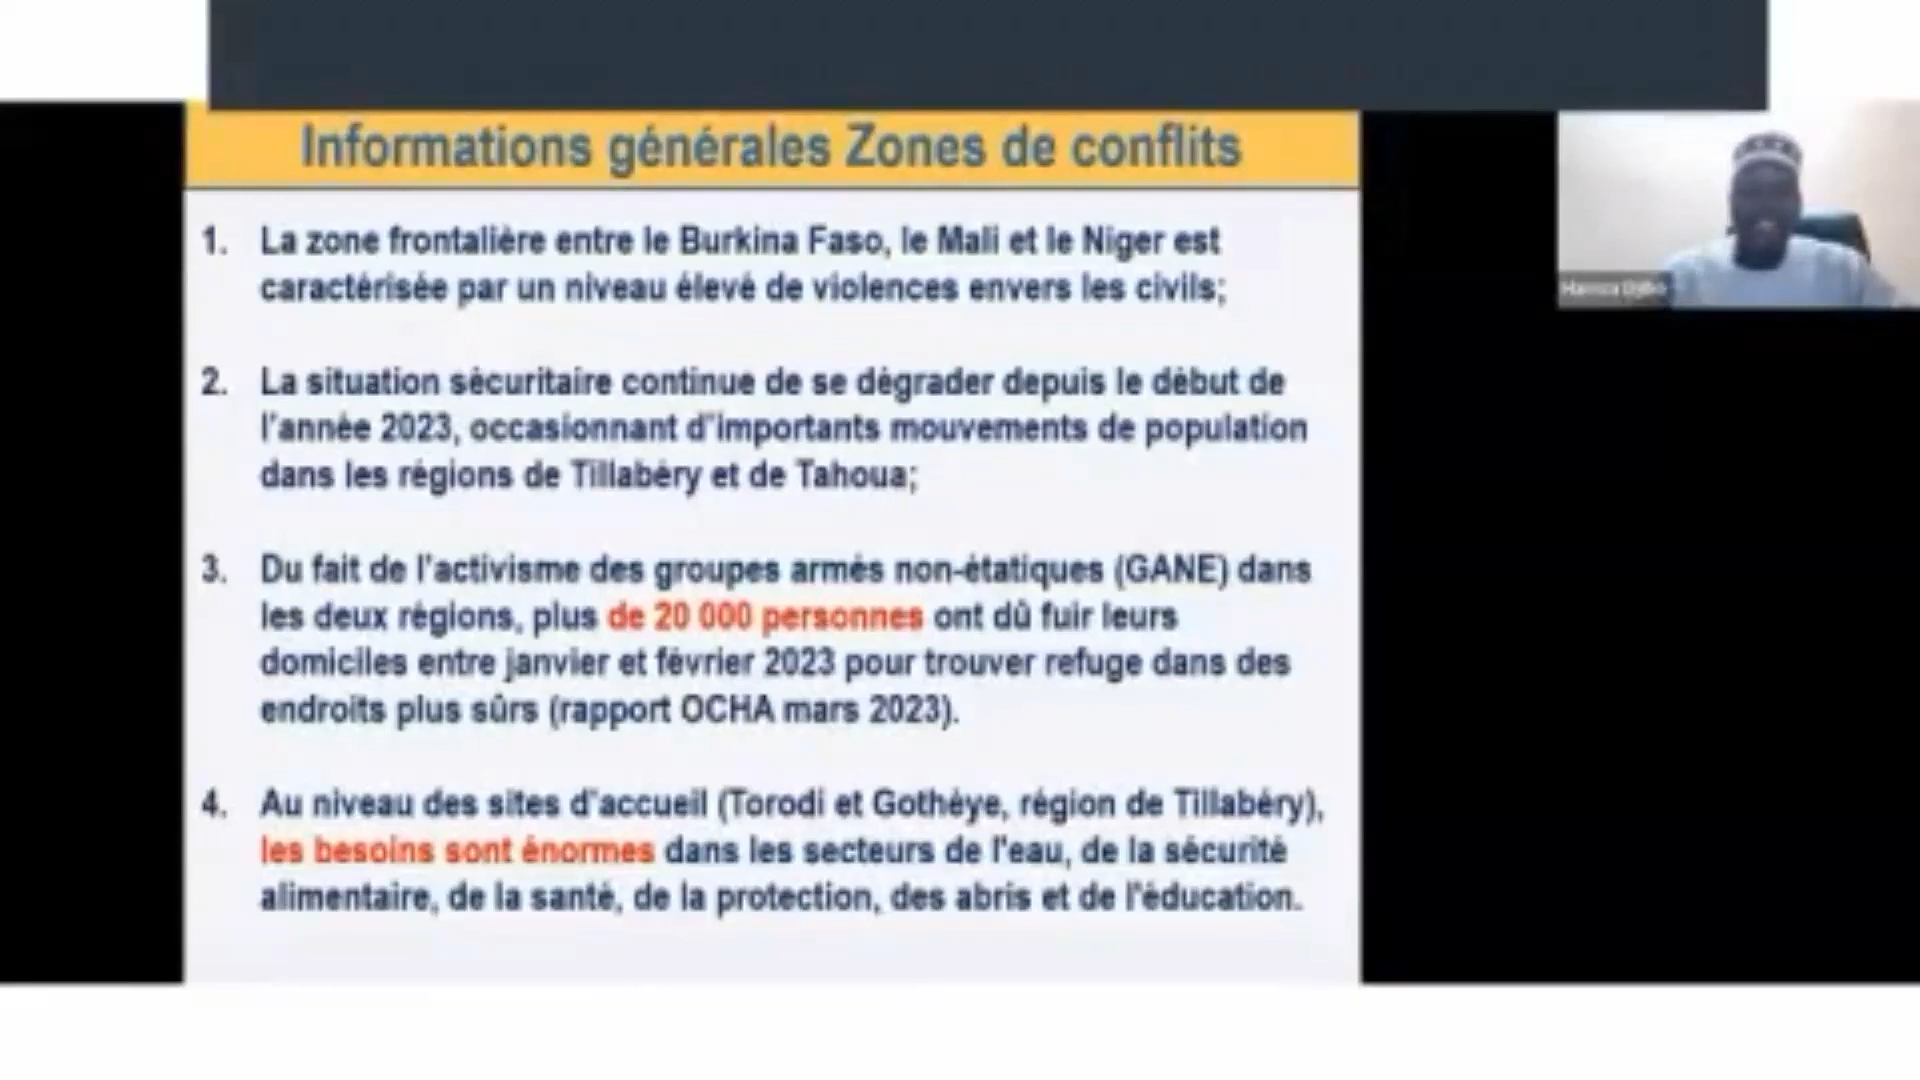 Informations générales Zones de conflits
1. La zone frontalière entre le Burkina Faso, le Mali et le Niger est
caractérisée par un niveau élevé de violences envers les civils;
2. La situation sécuritaire continue de se dégrader depuis le début de
l'année 2023, occasionnant d'importants mouvements de population
dans les régions de Tillabéry et de Tahoua;
3. Du fait de l'activisme des groupes armés non-étatiques (GANE) dans
les deux régions, plus de 20 000 personnes ont dû fuir leurs
domiciles entre janvier et février 2023 pour trouver refuge dans des
endroits plus sûrs (rapport OCHA mars 2023).
4. Au niveau des sites d'accueil (Torodi et Gothèye, région de Tillabéry),
les besoins sont énormes dans les secteurs de l'eau, de la sécurité
alimentaire, de la santé, de la protection, des abris et de l'éducation.